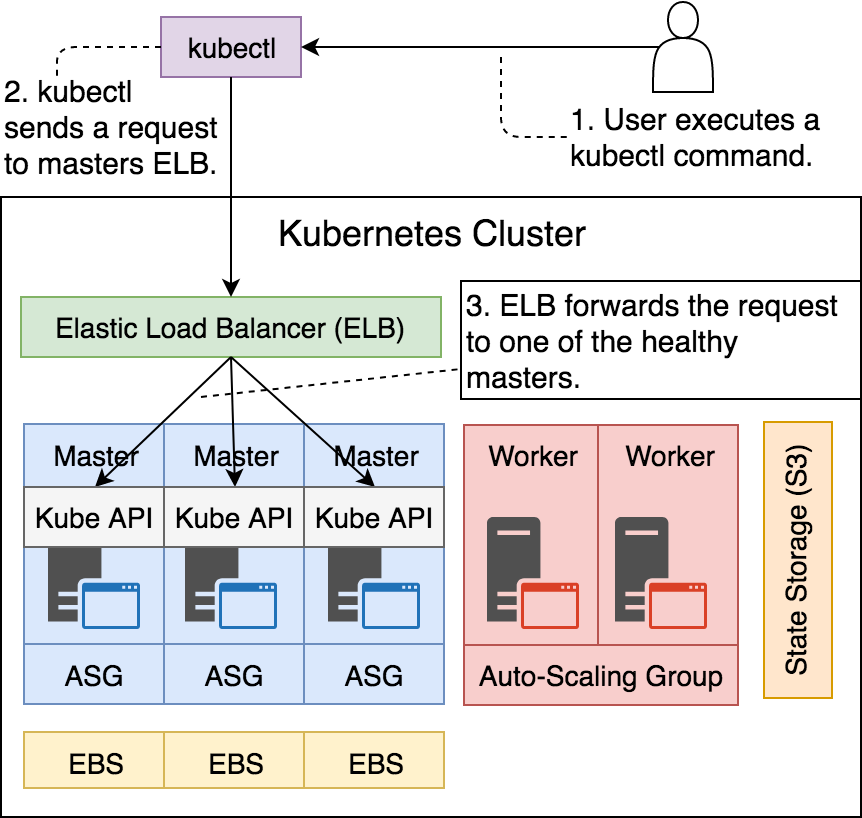 kubectl
2. kubectl
sends a request
to masters ELB.
1. User executes a
kubectl command.
Kubernetes Cluster
Elastic Load Balancer (ELB)
3. ELB forwards the request
to one of the healthy
masters.
Master
Master
Master
Worker
Worker
Kube API
Kube API
Kube API
State Storage (S3)
ASG
ASG
ASG
Auto-Scaling Group
EBS
EBS
EBS